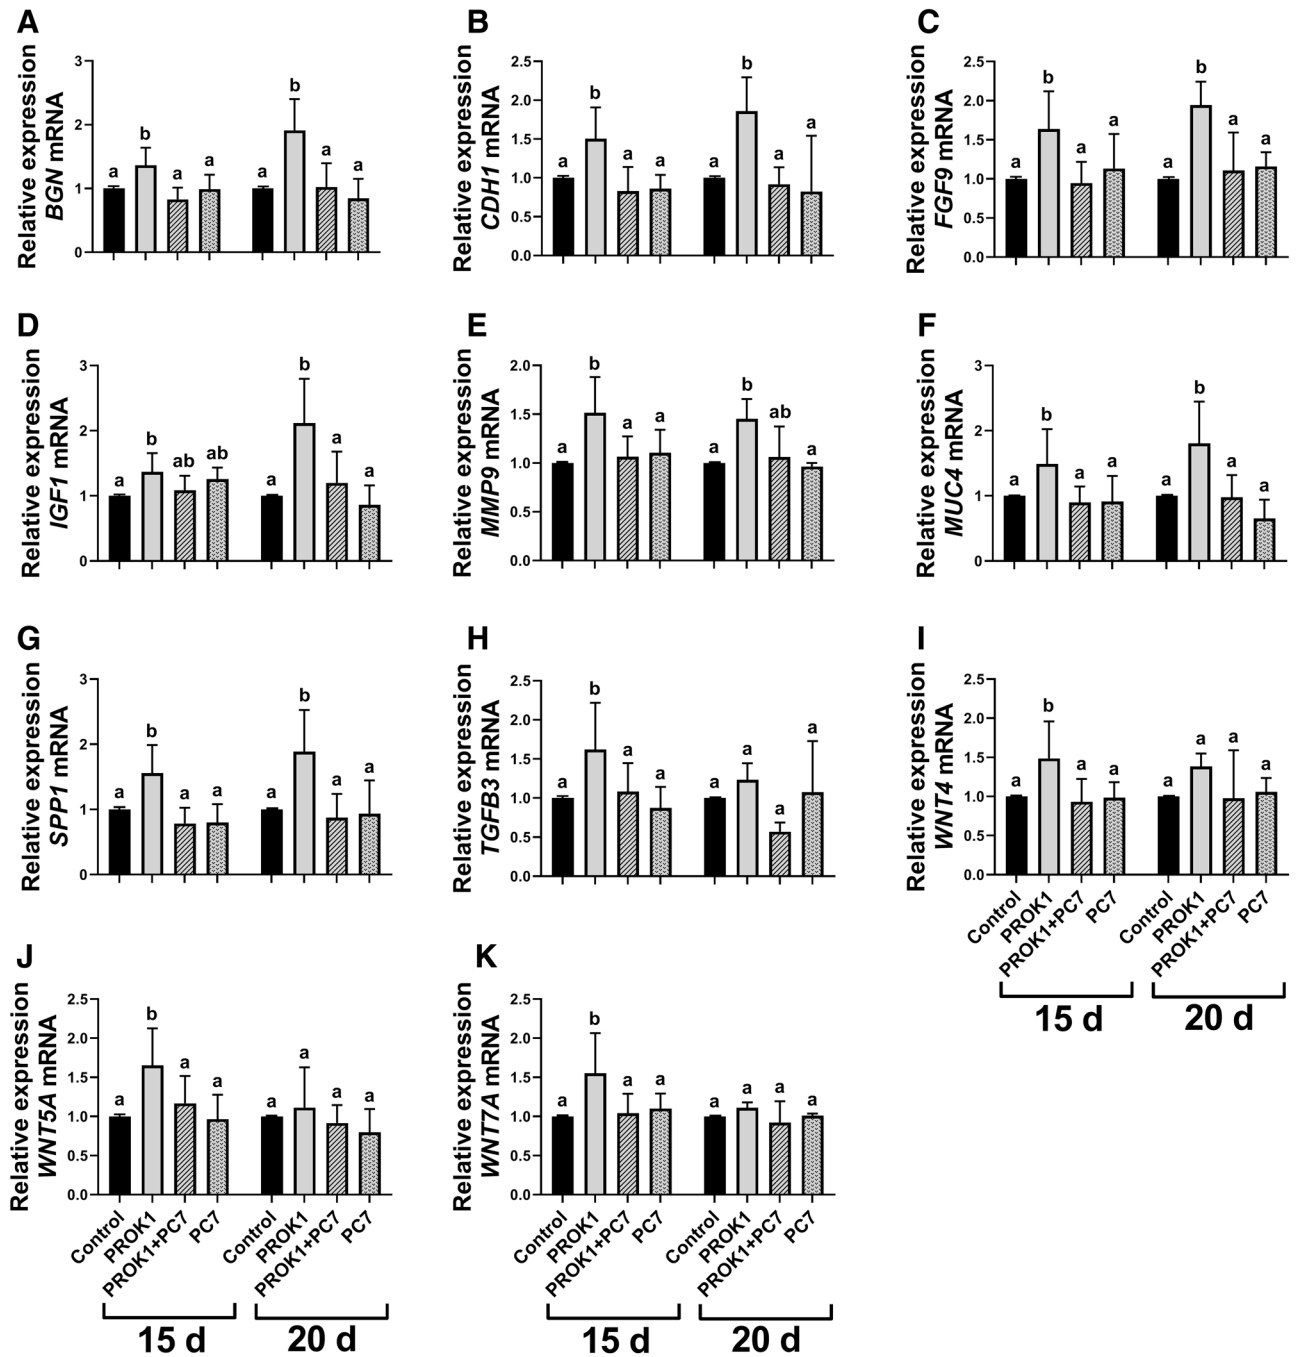 A
Relative expression
BGN mRNA
3
2
1
0
a b a a a b a a
B
Relative expression
CDH1 mRNA
2.5
2.0
1.5
1.0
0.5
0.0
a b a a a b a a
C
Relative expression
FGF9 mRNA
2.5
2.0
1.5
1.0
0.5
0.0
a b a a a b a a
D
Relative expression
IGF1 mRNA
3
2
1
0
a b ab ab a b a a
E
Relative expression
MMP9 mRNA
2.0
1.5
1.0
0.5
0.0
a b a a a b ab a
F
Relative expression
MUC4 mRNA
3
2
1
0
a b a a a b a a
G
Relative expression
SPP1 mRNA
3
2
1
0
a b a a a b a a
H
Relative expression
TGFB3 mRNA
2.5
2.0
1.5
1.0
0.5
0.0
a b a a a a a a
I
Relative expression
WNT4 mRNA
2.5
2.0
1.5
1.0
0.5
0.0
a b a a a a a a
Control PROK1 PROK1+PC7 PC7 Control PROK1 PROK1+PC7 PC7
15 d 20 d
J
Relative expression
WNT5A mRNA
2.5
2.0
1.5
1.0
0.5
0.0
a b a a a a a a
Control PROK1 PROK1+PC7 PC7 Control PROK1 PROK1+PC7 PC7
15 d 20 d
K
Relative expression
WNT7A mRNA
2.5
2.0
1.5
1.0
0.5
0.0
a b a a a a a a
Control PROK1 PROK1+PC7 PC7 Control PROK1 PROK1+PC7 PC7
15 d 20 d